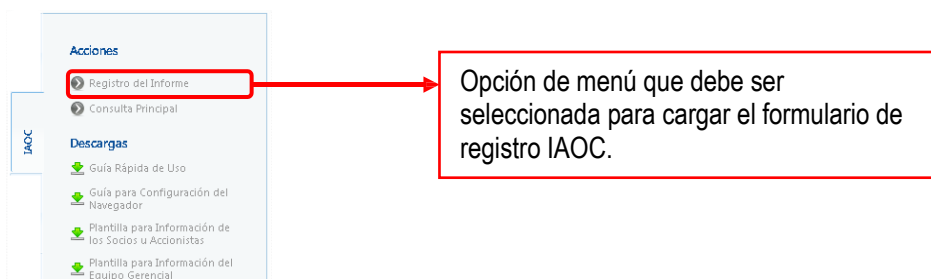 Acciones
Registro del Informe
Consulta Principal
IAOC
Descargas
Guía Rápida de Uso
Guía para Configuración del
Navegador
Plantilla para Información de
los Socios u Accionistas
Plantilla para Información del
Equipo Gerencial
Opción de menú que debe ser
seleccionada para cargar el formulario de
registro IAOC.